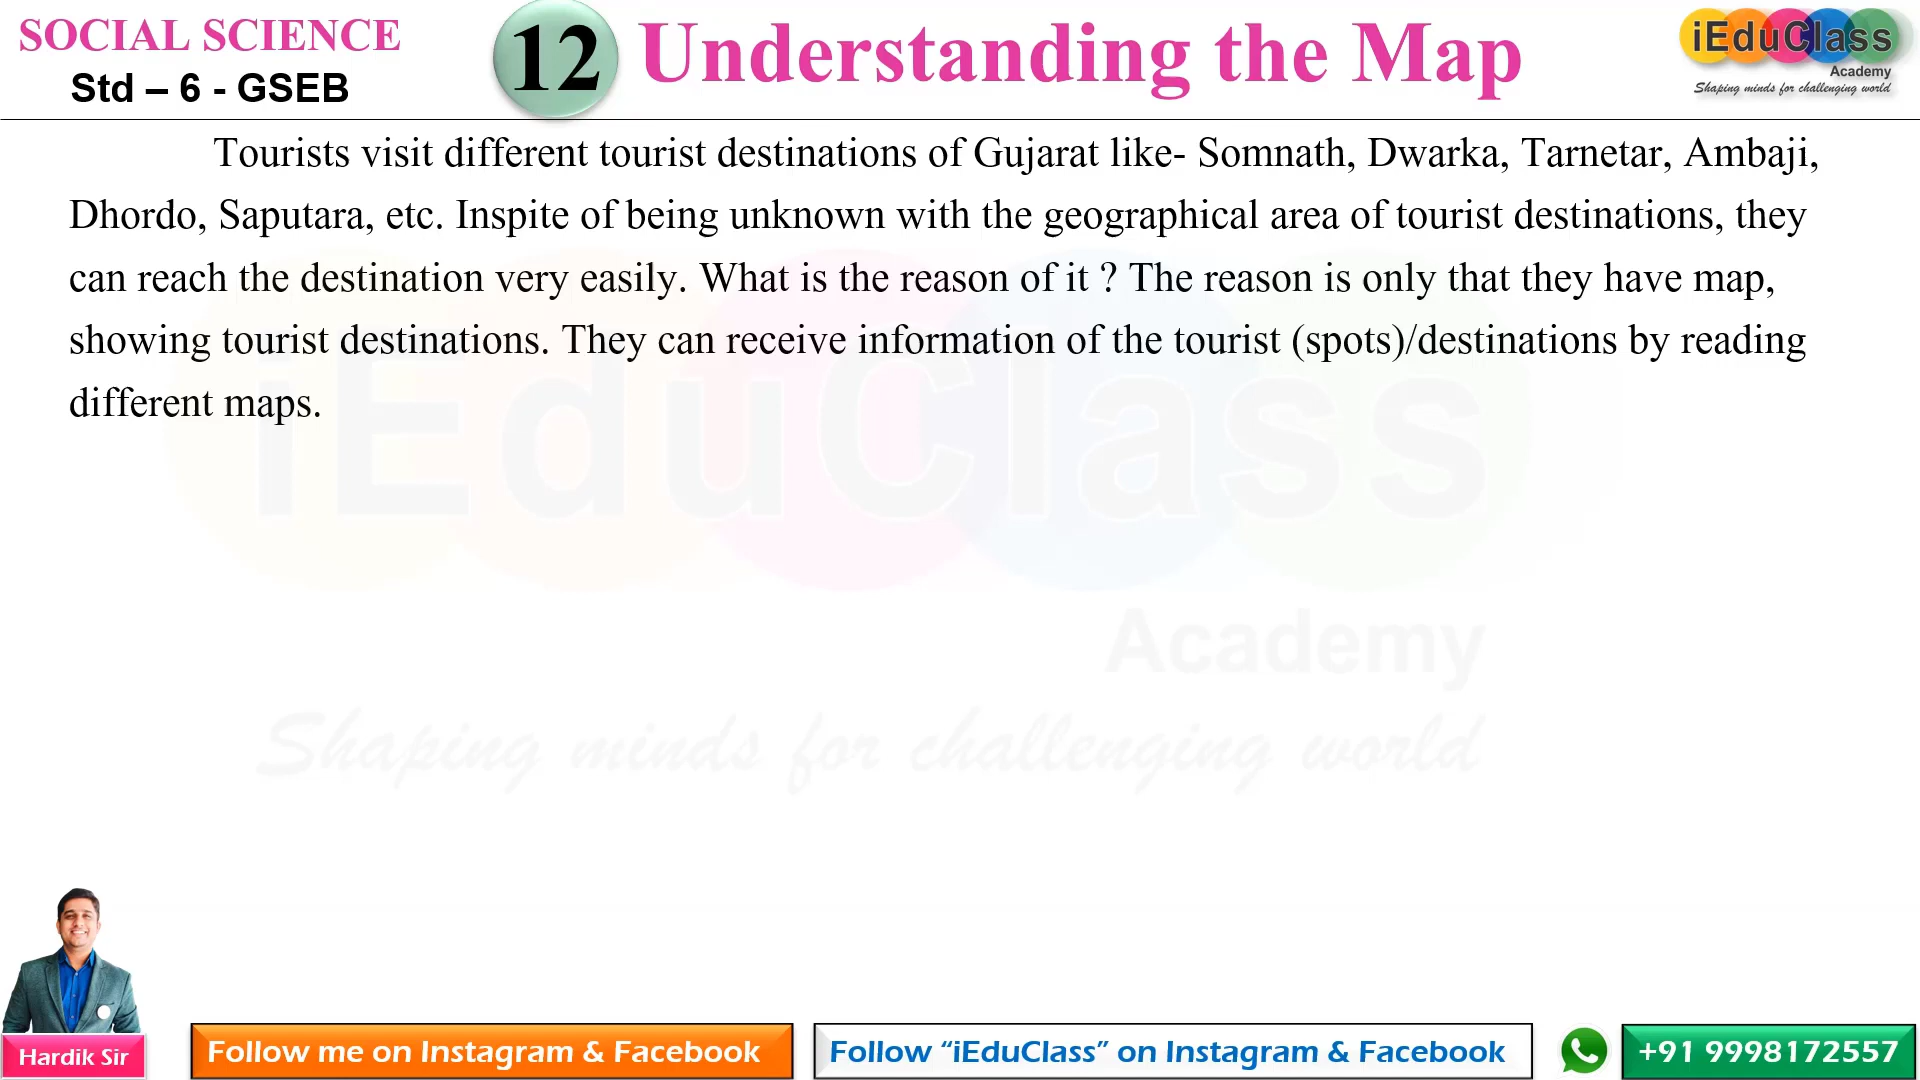 SOCIAL SCIENCE
Std – 6 - GSEB
12
Understanding the Map
iEduClass
Academy
Shaping minds for challenging world
Tourists visit different tourist destinations of Gujarat like- Somnath, Dwarka, Tarnetar, Ambaji,
Dhordo, Saputara, etc. Inspite of being unknown with the geographical area of tourist destinations, they
can reach the destination very easily. What is the reason of it ? The reason is only that they have map,
showing tourist destinations. They can receive information of the tourist (spots)/destinations by reading
different maps.
iEduClass
Academy
Shaping minds for challenging world
Hardik Sir
Follow me on Instagram & Facebook
Follow “iEduClass” on Instagram & Facebook
+91 9998172557